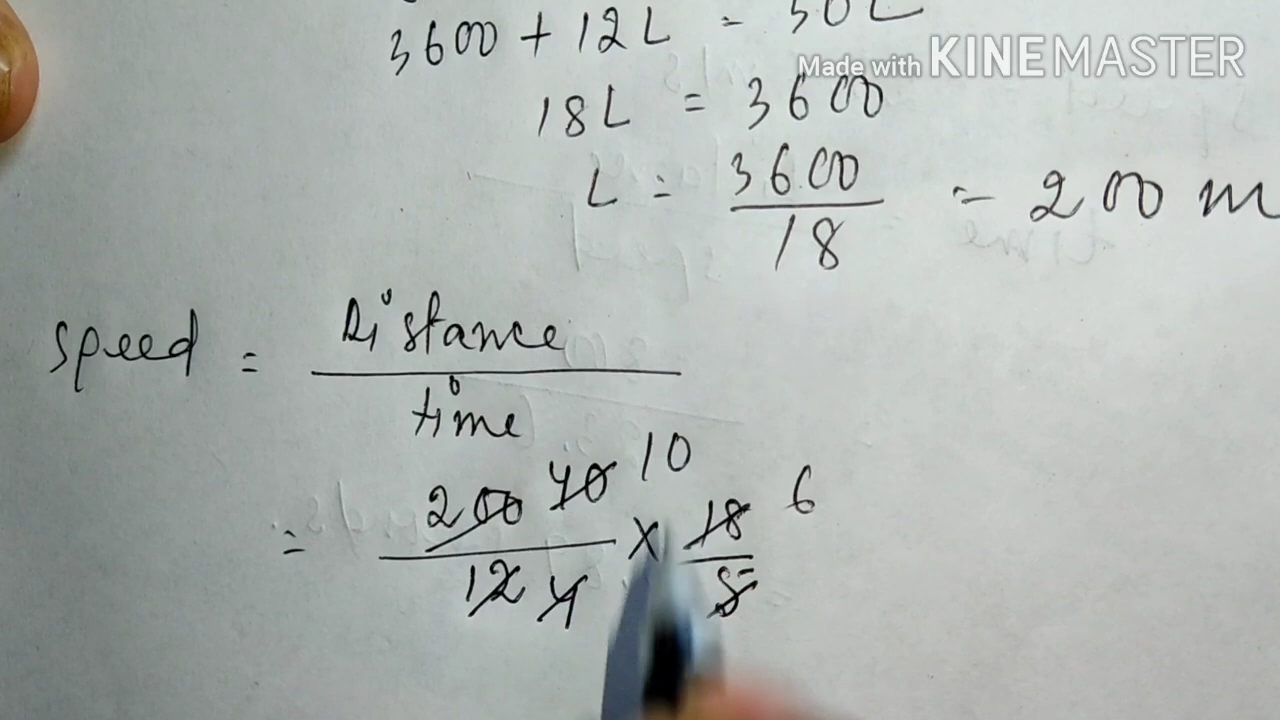 3600 + 12L = 30L
Made with KINEMASTER
18L = 3600
L = 3600/18 = 200 m
speed = Distance/time
= 200 40 10/12 4 × 18 6/5